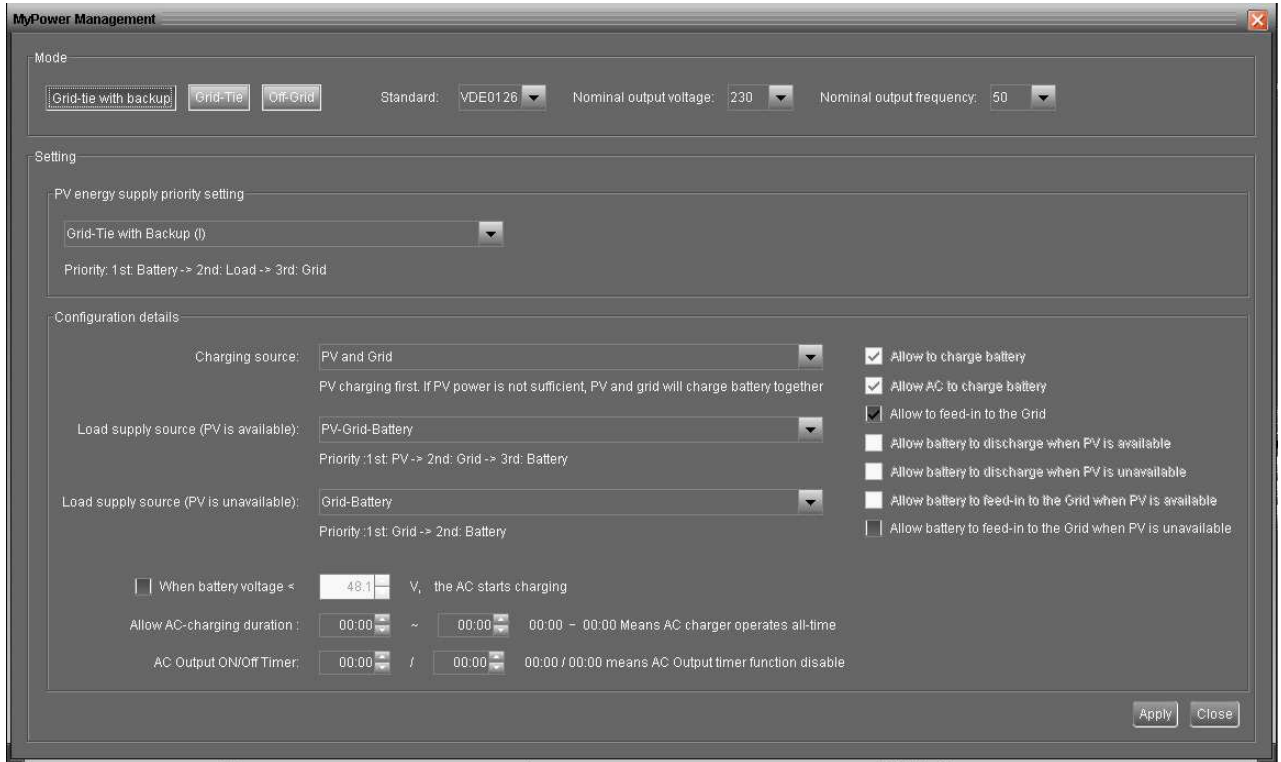 MyPower Management
Mode
Grid-tie with backup Grid-Tie Off-Grid Standard: VDE0126 Nominal output voltage: 230 Nominal output frequency: 50
Setting
PV energy supply priority setting
Grid-Tie with Backup (I)
Priority: 1st: Battery -> 2nd: Load -> 3rd: Grid
Configuration details
Charging source: PV and Grid
PV charging first. If PV power is not sufficient, PV and grid will charge battery together
Load supply source (PV is available): PV-Grid-Battery
Priority :1st: PV -> 2nd: Grid -> 3rd: Battery
Load supply source (PV is unavailable): Grid-Battery
Priority :1st: Grid -> 2nd: Battery
Allow to charge battery
Allow AC to charge battery
Allow to feed-in to the Grid
Allow battery to discharge when PV is available
Allow battery to discharge when PV is unavailable
Allow battery to feed-in to the Grid when PV is available
Allow battery to feed-in to the Grid when PV is unavailable
When battery voltage < 48.1 V, the AC starts charging
Allow AC-charging duration : 00:00 ~ 00:00 00:00 ~ 00:00 Means AC charger operates all-time
AC Output ON/Off Timer: 00:00 / 00:00 00:00 / 00:00 means AC Output timer function disable
Apply Close